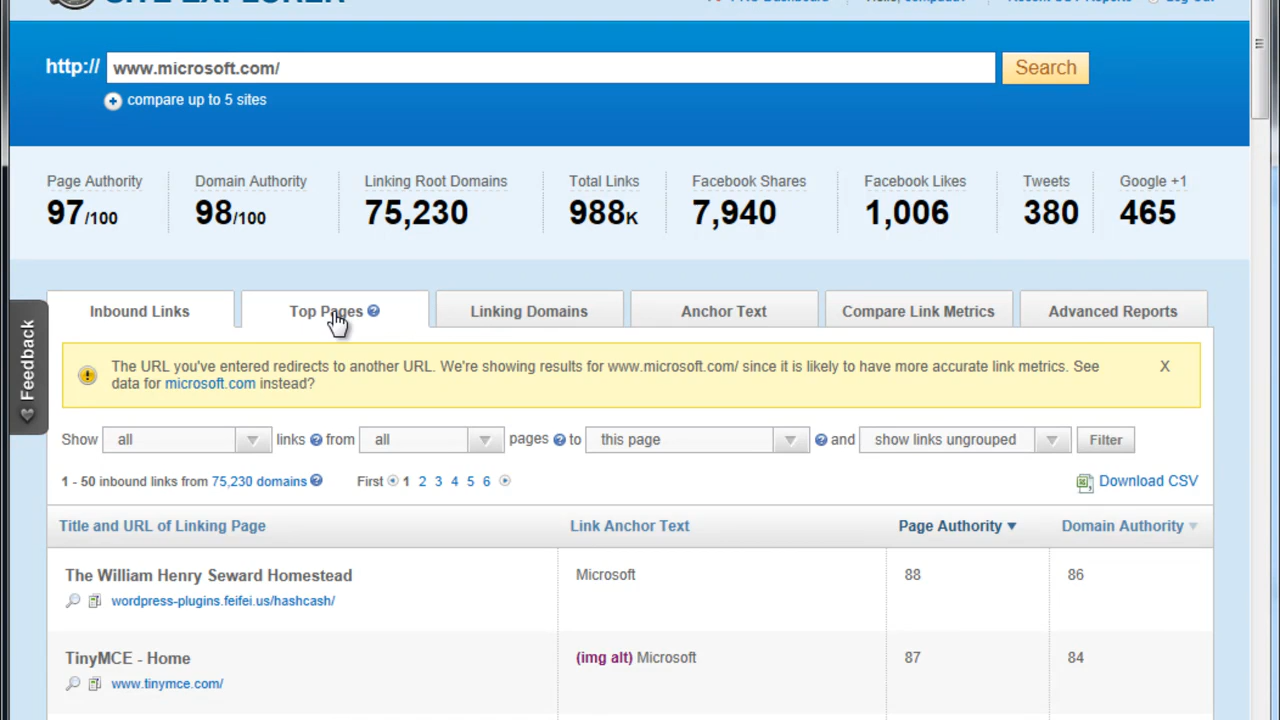 SITE EXPLORER
http:// www.microsoft.com/ Search
compare up to 5 sites
Page Authority Domain Authority Linking Root Domains Total Links Facebook Shares Facebook Likes Tweets Google +1
97/100 98/100 75,230 988K 7,940 1,006 380 465
Inbound Links Top Pages Linking Domains Anchor Text Compare Link Metrics Advanced Reports
Feedback
The URL you've entered redirects to another URL. We're showing results for www.microsoft.com/ since it is likely to have more accurate link metrics. See
data for microsoft.com instead?
X
Show all links from all pages to this page and show links ungrouped Filter
1 - 50 inbound links from 75,230 domains First 1 2 3 4 5 6 Download CSV
Title and URL of Linking Page Link Anchor Text Page Authority Domain Authority
The William Henry Seward Homestead Microsoft 88 86
wordpress-plugins.feifei.us/hashcash/
TinyMCE - Home (img alt) Microsoft 87 84
www.tinymce.com/